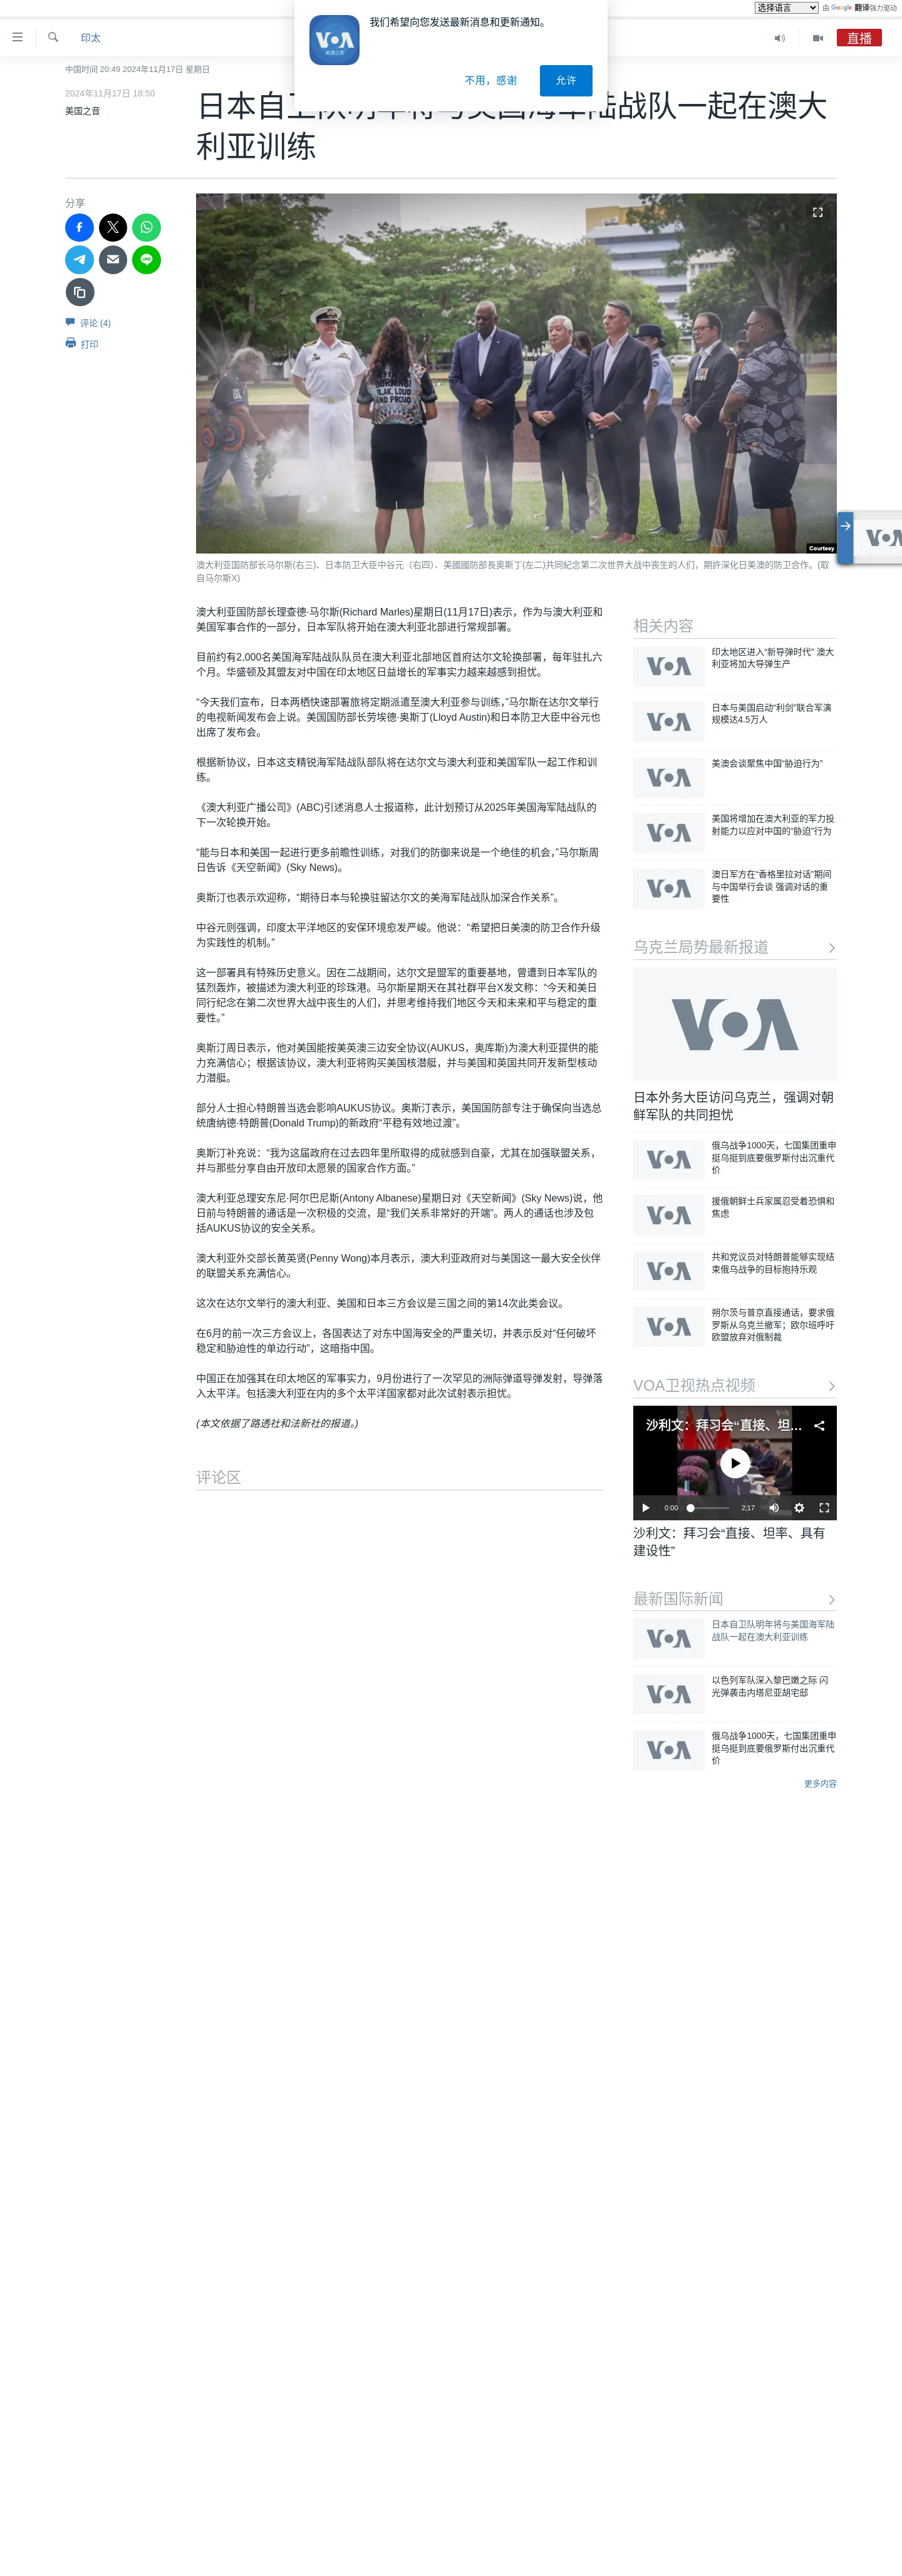 选择语言
由 Google 翻译强力驱动
我们希望向您发送最新消息和更新通知。
VOA
美国之音
不用，感谢
允许
印太
直播
中国时间 20:49 2024年11月17日 星期日
2024年11月17日 18:50
美国之音
日本自卫队明年将与美国海军陆战队一起在澳大
利亚训练
分享
评论 (4)
打印
BLAK, LOUD
AND PROUD
Courtesy
澳大利亚国防部长马尔斯(右三)、日本防卫大臣中谷元（右四)、美國國防部長奥斯丁(左二)共同纪念第二次世界大战中丧生的人们，期許深化日美澳的防卫合作。(取
自马尔斯X)
澳大利亚国防部长理查德·马尔斯(Richard Marles)星期日(11月17日)表示，作为与澳大利亚和
美国军事合作的一部分，日本军队将开始在澳大利亚北部进行常规部署。
目前约有2,000名美国海军陆战队队员在澳大利亚北部地区首府达尔文轮换部署，每年驻扎六
个月。华盛顿及其盟友对中国在印太地区日益增长的军事实力越来越感到担忧。
“今天我们宣布，日本两栖快速部署旅将定期派遣至澳大利亚参与训练，”马尔斯在达尔文举行
的电视新闻发布会上说。美国国防部长劳埃德·奥斯丁(Lloyd Austin)和日本防卫大臣中谷元也
出席了发布会。
根据新协议，日本这支精锐海军陆战队部队将在达尔文与澳大利亚和美国军队一起工作和训
练。
《澳大利亚广播公司》(ABC)引述消息人士报道称，此计划预订从2025年美国海军陆战队的
下一次轮换开始。
“能与日本和美国一起进行更多前瞻性训练，对我们的防御来说是一个绝佳的机会，”马尔斯周
日告诉《天空新闻》(Sky News)。
奥斯汀也表示欢迎称，“期待日本与轮换驻留达尔文的美海军陆战队加深合作关系”。
中谷元则强调，印度太平洋地区的安保环境愈发严峻。他说：“希望把日美澳的防卫合作升级
为实践性的机制。”
这一部署具有特殊历史意义。因在二战期间，达尔文是盟军的重要基地，曾遭到日本军队的
猛烈轰炸，被描述为澳大利亚的珍珠港。马尔斯星期天在其社群平台X发文称：“今天和美日
同行纪念在第二次世界大战中丧生的人们，并思考维持我们地区今天和未来和平与稳定的重
要性。”
奥斯汀周日表示，他对美国能按美英澳三边安全协议(AUKUS，奥库斯)为澳大利亚提供的能
力充满信心；根据该协议，澳大利亚将购买美国核潜艇，并与美国和英国共同开发新型核动
力潜艇。
部分人士担心特朗普当选会影响AUKUS协议。奥斯汀表示，美国国防部专注于确保向当选总
统唐纳德·特朗普(Donald Trump)的新政府“平稳有效地过渡”。
奥斯汀补充说：“我为这届政府在过去四年里所取得的成就感到自豪，尤其在加强联盟关系，
并与那些分享自由开放印太愿景的国家合作方面。”
澳大利亚总理安东尼·阿尔巴尼斯(Antony Albanese)星期日对《天空新闻》(Sky News)说，他
日前与特朗普的通话是一次积极的交流，是“我们关系非常好的开端”。两人的通话也涉及包
括AUKUS协议的安全关系。
澳大利亚外交部长黄英贤(Penny Wong)本月表示，澳大利亚政府对与美国这一最大安全伙伴
的联盟关系充满信心。
这次在达尔文举行的澳大利亚、美国和日本三方会议是三国之间的第14次此类会议。
在6月的前一次三方会议上，各国表达了对东中国海安全的严重关切，并表示反对“任何破坏
稳定和胁迫性的单边行动”，这暗指中国。
中国正在加强其在印太地区的军事实力，9月份进行了一次罕见的洲际弹道导弹发射，导弹落
入太平洋。包括澳大利亚在内的多个太平洋国家都对此次试射表示担忧。
(本文依据了路透社和法新社的报道。)
评论区
相关内容
印太地区进入“新导弹时代” 澳大
利亚将加大导弹生产
日本与美国启动“利剑”联合军演
规模达4.5万人
美澳会谈聚焦中国“胁迫行为”
美国将增加在澳大利亚的军力投
射能力以应对中国的“胁迫”行为
澳日军方在“香格里拉对话”期间
与中国举行会谈 强调对话的重
要性
乌克兰局势最新报道
VOA
日本外务大臣访问乌克兰，强调对朝
鲜军队的共同担忧
俄乌战争1000天，七国集团重申
挺乌挺到底要俄罗斯付出沉重代
价
援俄朝鲜士兵家属忍受着恐惧和
焦虑
共和党议员对特朗普能够实现结
束俄乌战争的目标抱持乐观
朔尔茨与普京直接通话，要求俄
罗斯从乌克兰撤军；欧尔班呼吁
欧盟放弃对俄制裁
VOA卫视热点视频
沙利文：拜习会“直接、坦...
0:00
2:17
沙利文：拜习会“直接、坦率、具有
建设性”
最新国际新闻
日本自卫队明年将与美国海军陆
战队一起在澳大利亚训练
以色列军队深入黎巴嫩之际 闪
光弹袭击内塔尼亚胡宅邸
俄乌战争1000天，七国集团重申
挺乌挺到底要俄罗斯付出沉重代
价
更多内容